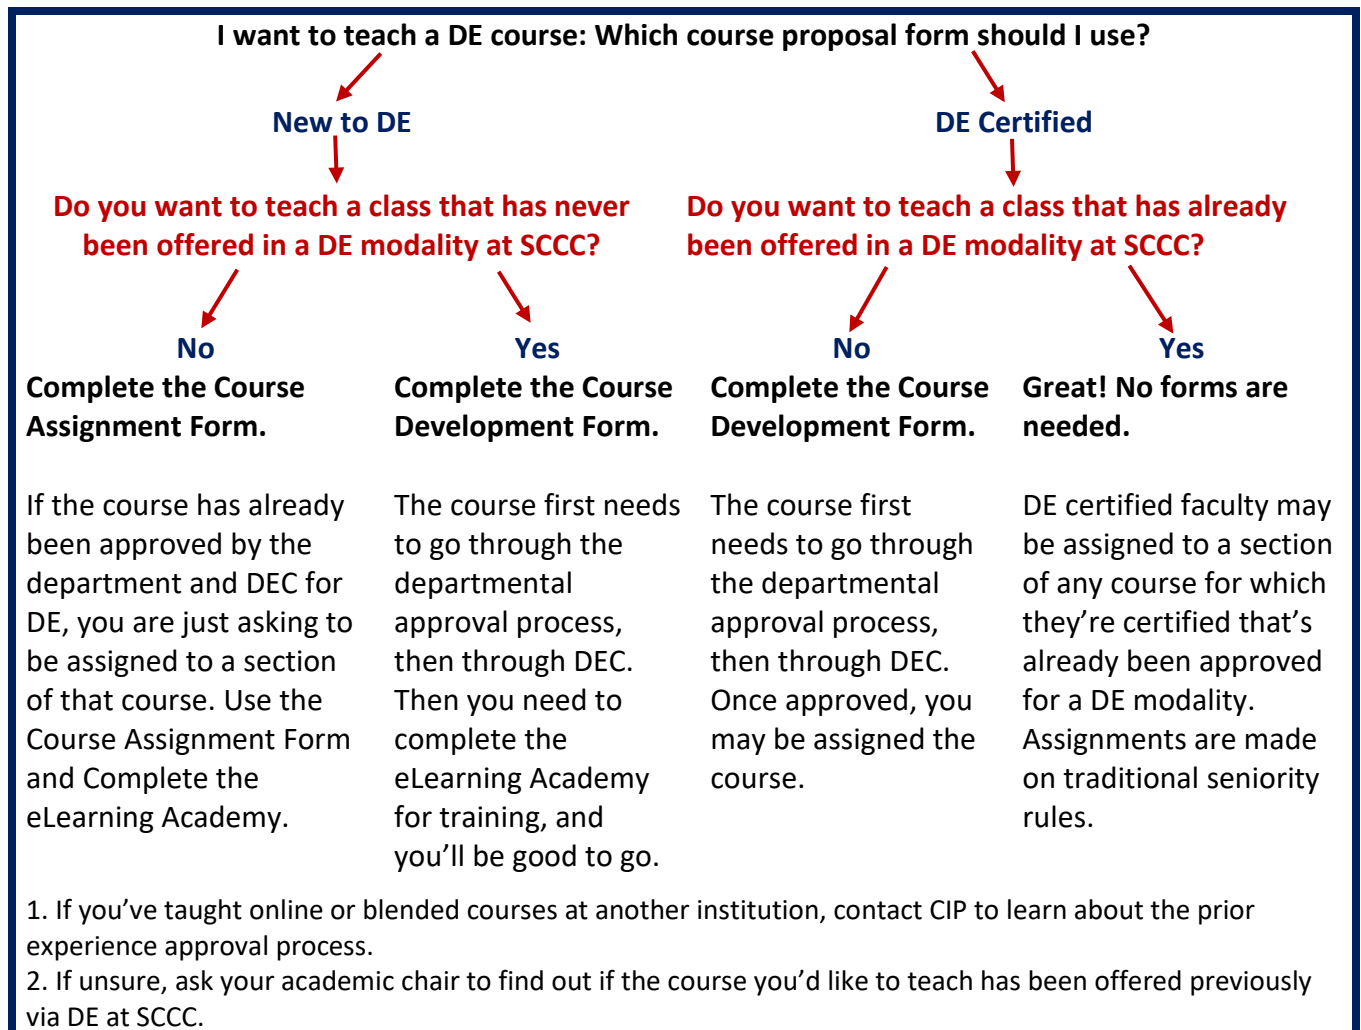 I want to teach a DE course: Which course proposal form should I use?
New to DE
DE Certified
Do you want to teach a class that has never
been offered in a DE modality at SCCC?
Do you want to teach a class that has already
been offered in a DE modality at SCCC?
No
Complete the Course
Assignment Form.
If the course has already
been approved by the
department and DEC for
DE, you are just asking to
be assigned to a section
of that course. Use the
Course Assignment Form
and Complete the
eLearning Academy.
Yes
Complete the Course
Development Form.
The course first needs
to go through the
departmental
approval process,
then through DEC.
Then you need to
complete the
eLearning Academy
for training, and
you’ll be good to go.
No
Complete the Course
Development Form.
The course first
needs to go through
the departmental
approval process,
then through DEC.
Once approved, you
may be assigned the
course.
Yes
Great! No forms are
needed.
DE certified faculty may
be assigned to a section
of any course for which
they’re certified that’s
already been approved
for a DE modality.
Assignments are made
on traditional seniority
rules.
1. If you’ve taught online or blended courses at another institution, contact CIP to learn about the prior
experience approval process.
2. If unsure, ask your academic chair to find out if the course you’d like to teach has been offered previously
via DE at SCCC.